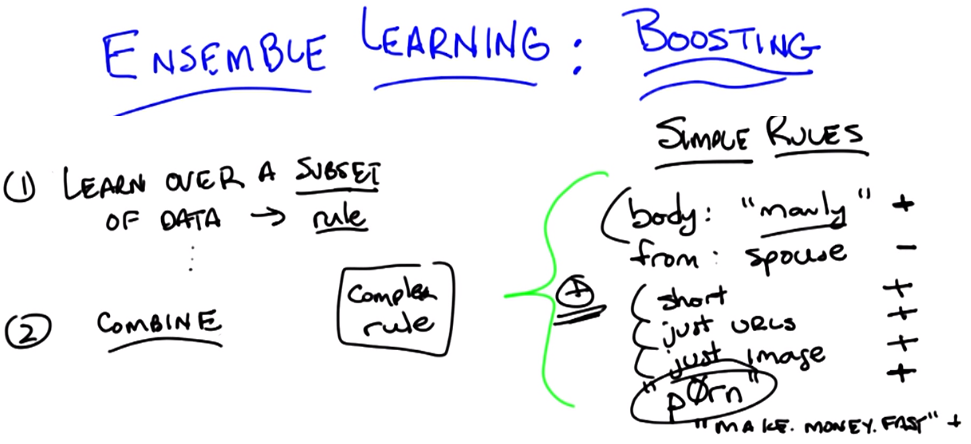 ENSEMBLE LEARNING: BOOSTING
(1) LEARN OVER A SUBSET
OF DATA → rule
(2) COMBINE
Complex
rule
SIMPLE RULES
body: "manly" +
from: spouse -
short +
just URLs +
just image +
"pØrn" +
"MAKE.MONEY.FAST" +
+